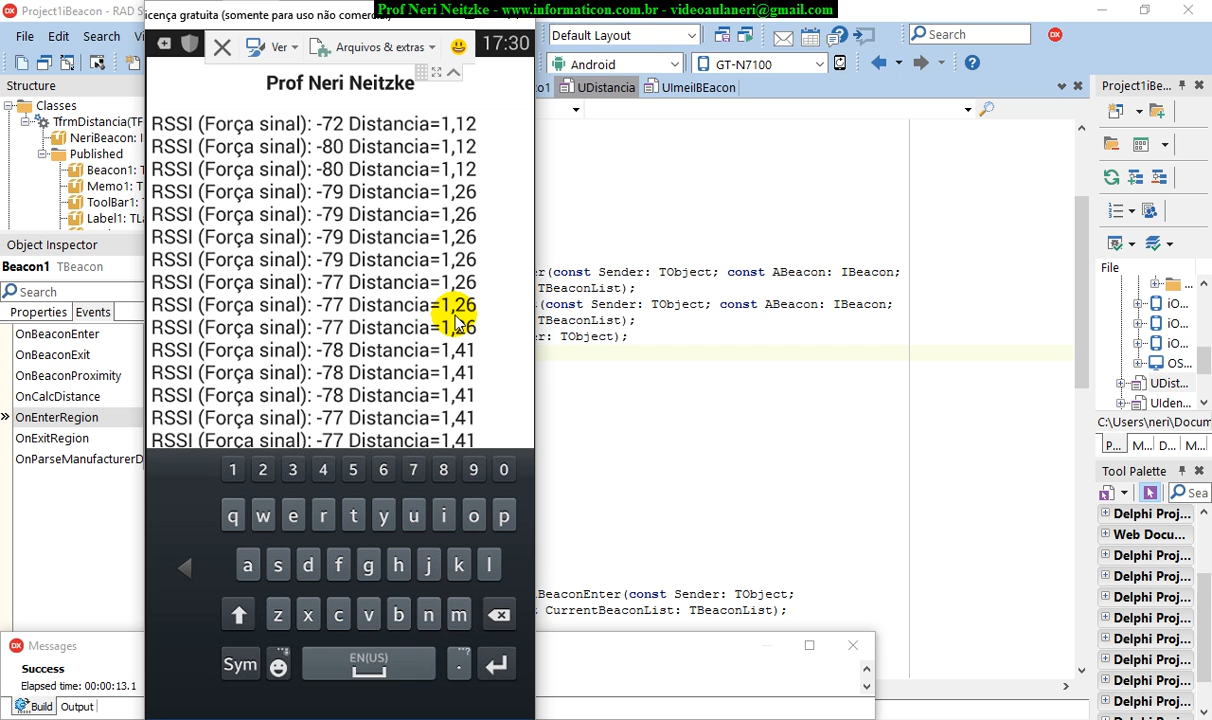 Prof Neri Neitzke - www.informaticon.com.br - videoaulaneri@gmail.com
Project1iBeacon - RAD S
icença gratuita (somente para uso não comercial)
File Edit Search
Ver
Arquivos & extras
17:30
Default Layout
Search
Android
GT-N7100
Structure
Classes
TfrmDistancia(TF
NeriBeacon: I
Published
Beacon1: T
Memo1: T
ToolBar1:
Label1: TLa
Object Inspector
Beacon1 TBeacon
Search
Properties Events
OnBeaconEnter
OnBeaconExit
OnBeaconProximity
OnCalcDistance
OnEnterRegion
OnExitRegion
OnParseManufacturerD
Messages
Success
Elapsed time: 00:00:13.1
Build Output
Prof Neri Neitzke
RSSI (Força sinal): -72 Distancia=1,12
RSSI (Força sinal): -80 Distancia=1,12
RSSI (Força sinal): -80 Distancia=1,12
RSSI (Força sinal): -79 Distancia=1,26
RSSI (Força sinal): -79 Distancia=1,26
RSSI (Força sinal): -79 Distancia=1,26
RSSI (Força sinal): -79 Distancia=1,26
RSSI (Força sinal): -77 Distancia=1,26
RSSI (Força sinal): -77 Distancia=1,26
RSSI (Força sinal): -77 Distancia=1,26
RSSI (Força sinal): -78 Distancia=1,41
RSSI (Força sinal): -78 Distancia=1,41
RSSI (Força sinal): -78 Distancia=1,41
RSSI (Força sinal): -77 Distancia=1,41
RSSI (Força sinal): -77 Distancia=1,41
1 2 3 4 5 6 7 8 9 0
q w e r t y u i o p
a s d f g h j k l
z x c v b n m
Sym EN(US) .
o1 UDistancia UImeiIBEacon
er(const Sender: TObject; const ABeacon: IBeacon;
TBeaconList);
(const Sender: TObject; const ABeacon: IBeacon;
TBeaconList);
er: TObject);
BeaconEnter(const Sender: TObject;
CurrentBeaconList: TBeaconList);
Project1iBe...
File
iO...
iO...
iO...
OS...
UDist...
UIden...
C:\Users\neri\Docum
P... M... D... M...
Tool Palette
Sea
Delphi Proj...
Web Docu...
Delphi Proj...
Delphi Proj...
Delphi Proj...
Delphi Proj...
Delphi Proj...
Delphi Proj...
Delphi Proj...
Delphi Proj...